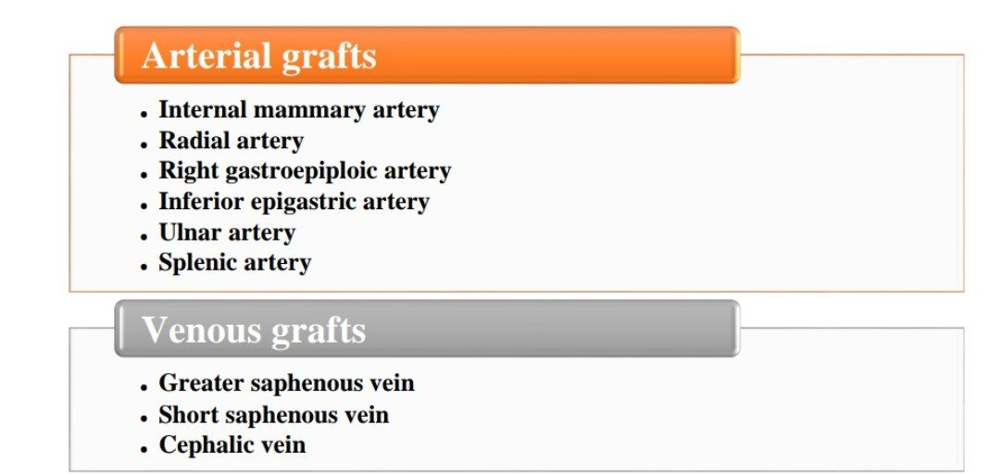 Arterial grafts
• Internal mammary artery
• Radial artery
• Right gastroepiploic artery
• Inferior epigastric artery
• Ulnar artery
• Splenic artery
Venous grafts
• Greater saphenous vein
• Short saphenous vein
• Cephalic vein